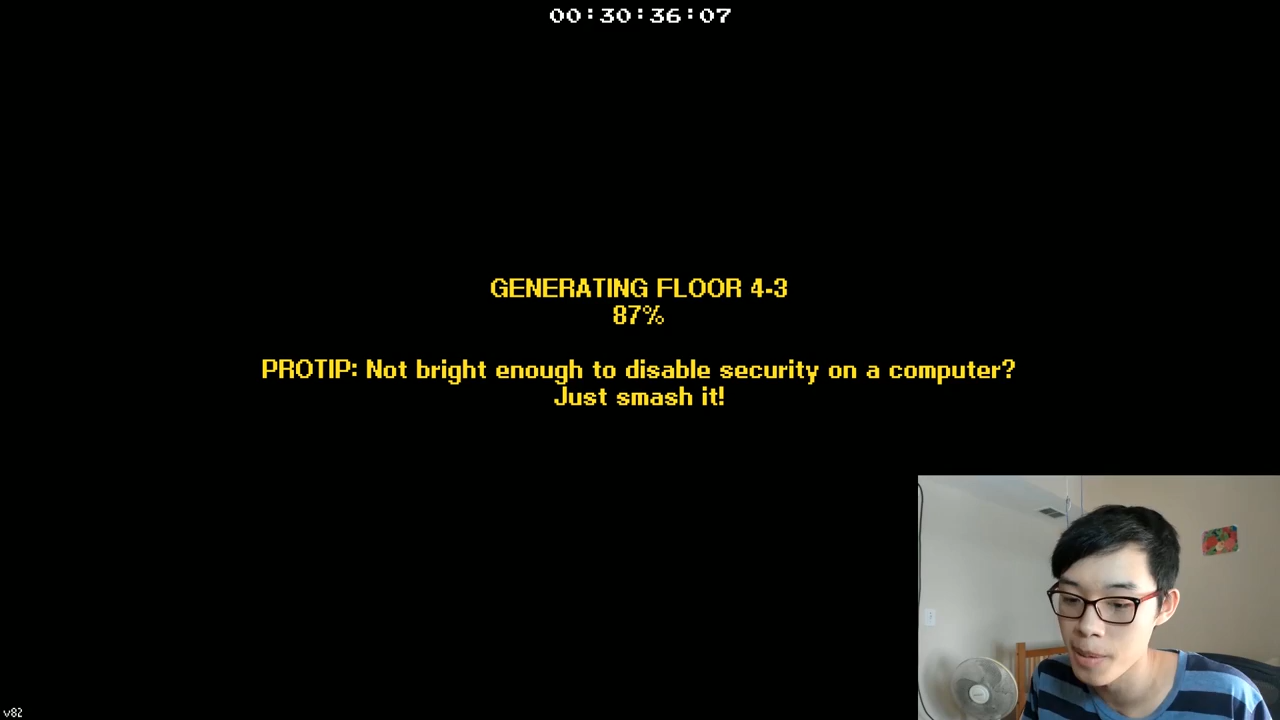 00:30:36:07
GENERATING FLOOR 4-3
87%
PROTIP: Not bright enough to disable security on a computer?
Just smash it!
v82